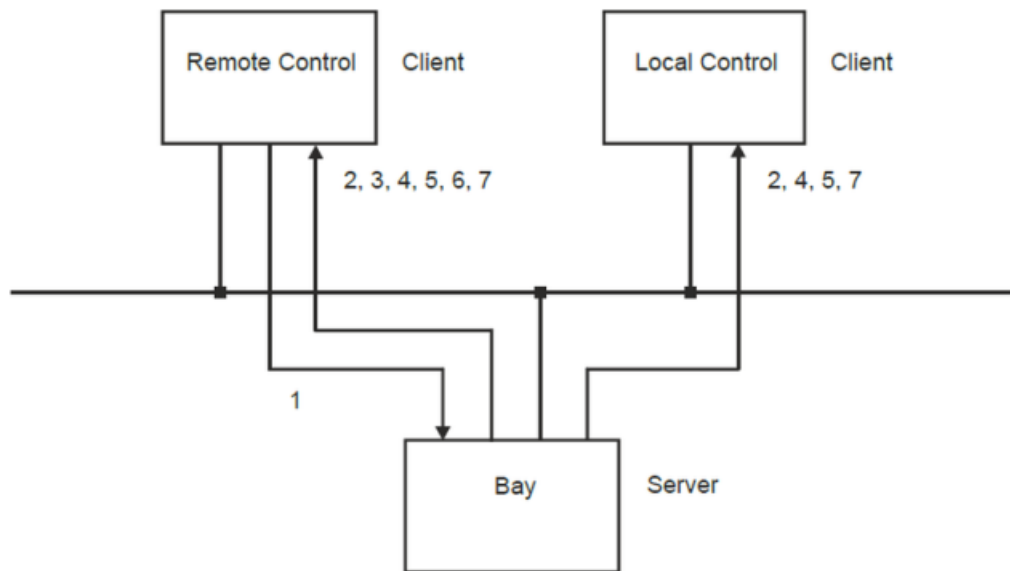 Remote Control
Client
Local Control
Client
2, 3, 4, 5, 6, 7
2, 4, 5, 7
1
Bay
Server